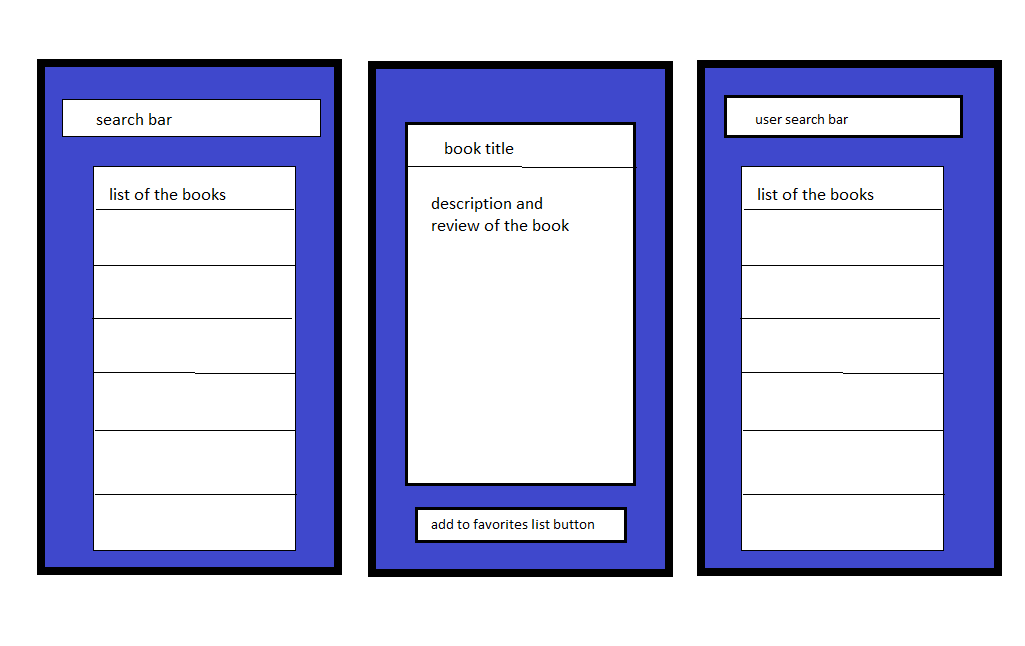 search bar
list of the books
book title
description and
review of the book
add to favorites list button
user search bar
list of the books